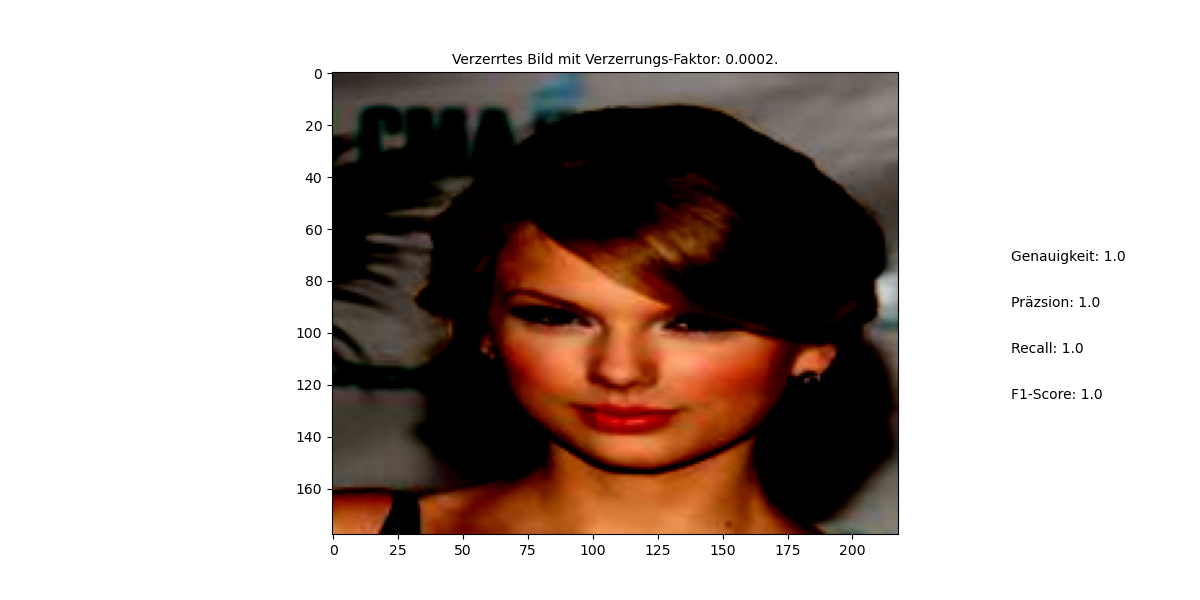 Verzerrtes Bild mit Verzerrungs-Faktor: 0.0002.
0
20
40
60
80
100
120
140
160
0 25 50 75 100 125 150 175 200
CMA
Genauigkeit: 1.0
Präzsion: 1.0
Recall: 1.0
F1-Score: 1.0